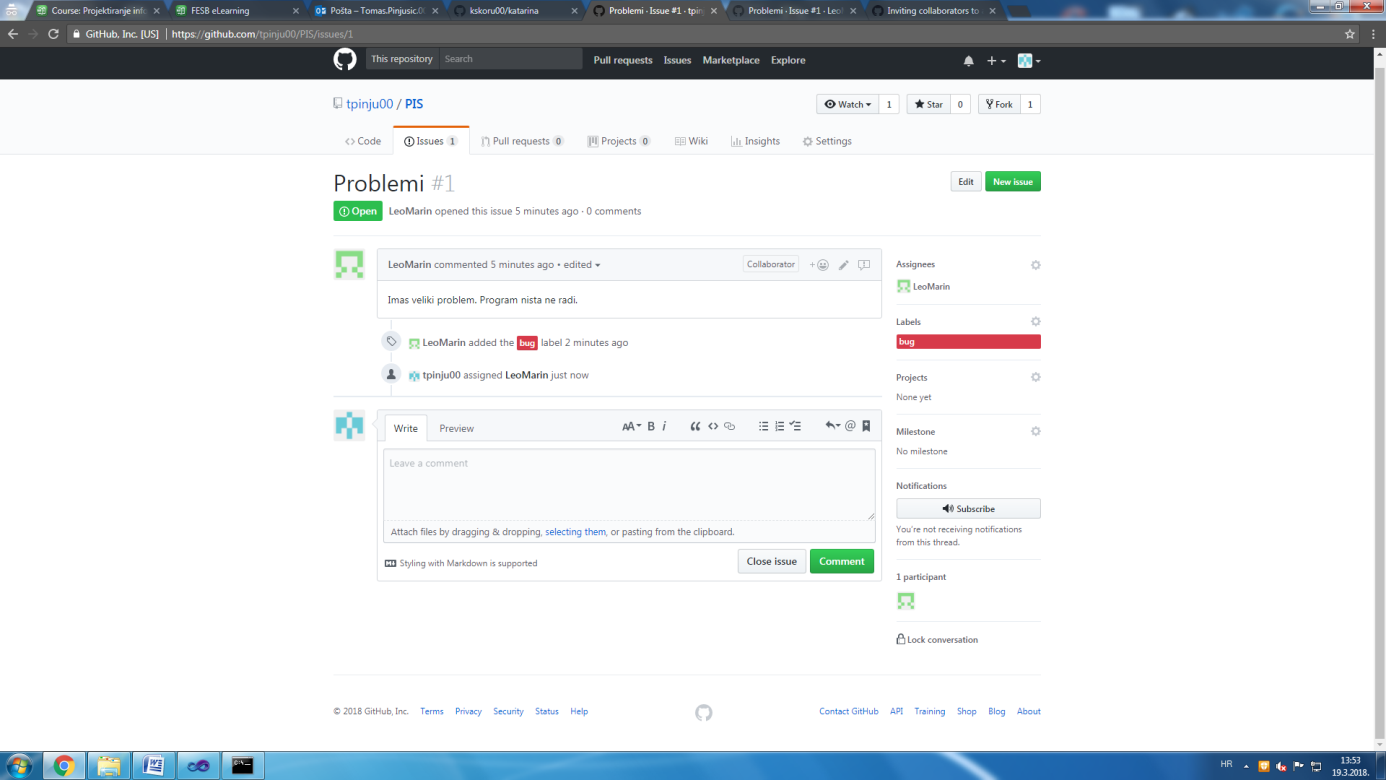 Course: Projektiranje info
FESB eLearning
Pošta – Tomas.Pinjusic.0
kskoru00/katarina
Problemi · Issue #1 · tpinj
Problemi · Issue #1 · Leo
Inviting collaborators to
GitHub, Inc. [US] | https://github.com/tpinju00/PIS/issues/1
This repository Search Pull requests Issues Marketplace Explore
tpinju00 / PIS
Watch 1 Star 0 Fork 1
Code Issues 1 Pull requests 0 Projects 0 Wiki Insights Settings
Problemi #1
Edit New issue
Open LeoMarin opened this issue 5 minutes ago · 0 comments
LeoMarin commented 5 minutes ago • edited
Collaborator
Imas veliki problem. Program nista ne radi.
LeoMarin added the bug label 2 minutes ago
tpinju00 assigned LeoMarin just now
Write Preview
AA B i
Leave a comment
Attach files by dragging & dropping, selecting them, or pasting from the clipboard.
Styling with Markdown is supported
Close issue Comment
Assignees
LeoMarin
Labels
bug
Projects
None yet
Milestone
No milestone
Notifications
Subscribe
You're not receiving notifications
from this thread.
1 participant
Lock conversation
© 2018 GitHub, Inc. Terms Privacy Security Status Help
Contact GitHub API Training Shop Blog About
HR
13:53
19.3.2018.